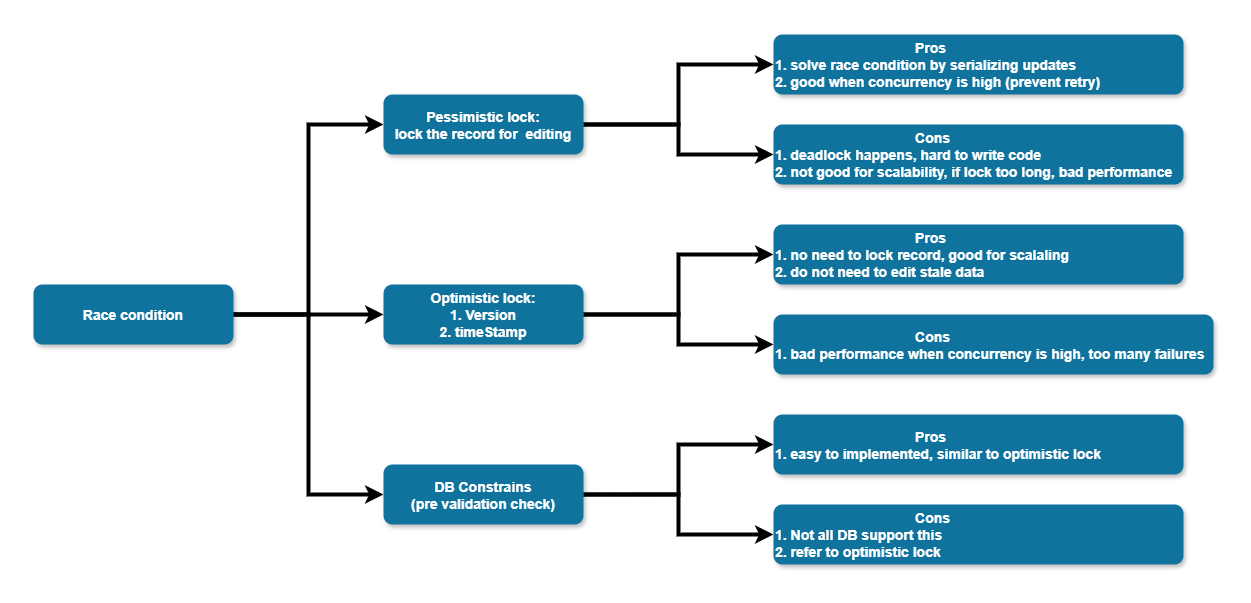 Race condition
Pessimistic lock:
lock the record for  editing
Pros
1. solve race condition by serializing updates
2. good when concurrency is high (prevent retry)
Cons
1. deadlock happens, hard to write code
2. not good for scalability, if lock too long, bad performance
Optimistic lock:
1. Version
2. timeStamp
Pros
1. no need to lock record, good for scalaling
2. do not need to edit stale data
Cons
1. bad performance when concurrency is high, too many failures
DB Constrains
(pre validation check)
Pros
1. easy to implemented, similar to optimistic lock
Cons
1. Not all DB support this
2. refer to optimistic lock